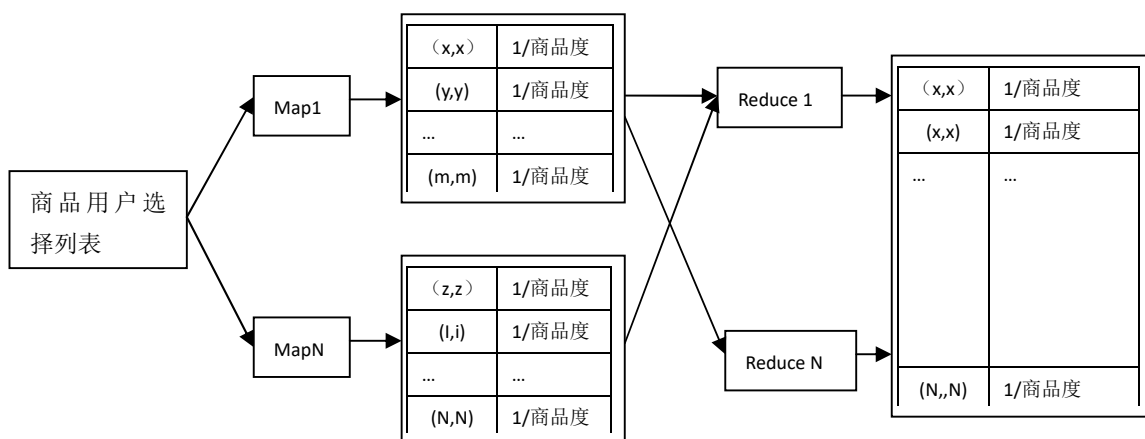 商品用户选
择列表
Map1
MapN
（x,x） 1/商品度
(y,y) 1/商品度
… …
(m,m) 1/商品度
（z,z） 1/商品度
(I,i) 1/商品度
… …
(N,N) 1/商品度
Reduce 1
Reduce N
（x,x） 1/商品度
(x,x) 1/商品度
… …
(N,,N) 1/商品度